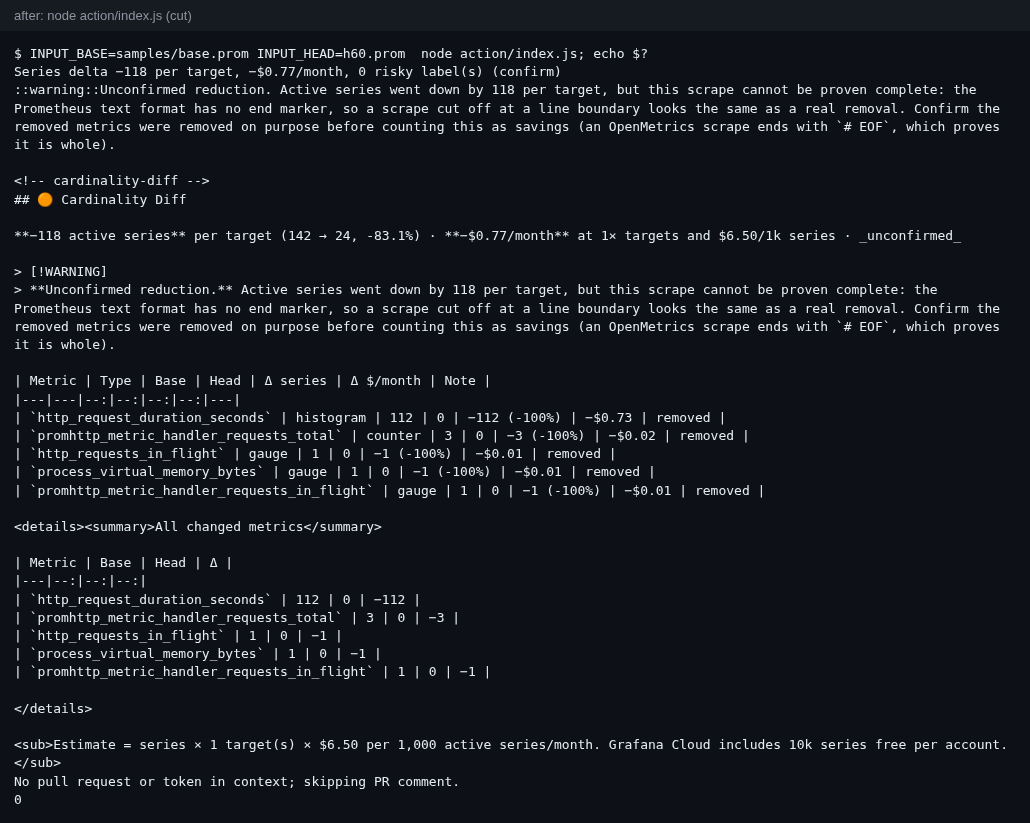 after: node action/index.js (cut)
$ INPUT_BASE=samples/base.prom INPUT_HEAD=h60.prom  node action/index.js; echo $?
Series delta −118 per target, −$0.77/month, 0 risky label(s) (confirm)
::warning::Unconfirmed reduction. Active series went down by 118 per target, but this scrape cannot be proven complete: the
Prometheus text format has no end marker, so a scrape cut off at a line boundary looks the same as a real removal. Confirm the
removed metrics were removed on purpose before counting this as savings (an OpenMetrics scrape ends with `# EOF`, which proves
it is whole).
<!-- cardinality-diff -->
## 🟠 Cardinality Diff
**−118 active series** per target (142 → 24, -83.1%) · **−$0.77/month** at 1× targets and $6.50/1k series · _unconfirmed_
> [!WARNING]
> **Unconfirmed reduction.** Active series went down by 118 per target, but this scrape cannot be proven complete: the
Prometheus text format has no end marker, so a scrape cut off at a line boundary looks the same as a real removal. Confirm the
removed metrics were removed on purpose before counting this as savings (an OpenMetrics scrape ends with `# EOF`, which proves
it is whole).
| Metric | Type | Base | Head | Δ series | Δ $/month | Note |
|---|---|--:|--:|--:|--:|---|
| `http_request_duration_seconds` | histogram | 112 | 0 | −112 (-100%) | −$0.73 | removed |
| `promhttp_metric_handler_requests_total` | counter | 3 | 0 | −3 (-100%) | −$0.02 | removed |
| `http_requests_in_flight` | gauge | 1 | 0 | −1 (-100%) | −$0.01 | removed |
| `process_virtual_memory_bytes` | gauge | 1 | 0 | −1 (-100%) | −$0.01 | removed |
| `promhttp_metric_handler_requests_in_flight` | gauge | 1 | 0 | −1 (-100%) | −$0.01 | removed |
<details><summary>All changed metrics</summary>
| Metric | Base | Head | Δ |
|---|--:|--:|--:|
| `http_request_duration_seconds` | 112 | 0 | −112 |
| `promhttp_metric_handler_requests_total` | 3 | 0 | −3 |
| `http_requests_in_flight` | 1 | 0 | −1 |
| `process_virtual_memory_bytes` | 1 | 0 | −1 |
| `promhttp_metric_handler_requests_in_flight` | 1 | 0 | −1 |
</details>
<sub>Estimate = series × 1 target(s) × $6.50 per 1,000 active series/month. Grafana Cloud includes 10k series free per account.
</sub>
No pull request or token in context; skipping PR comment.
0